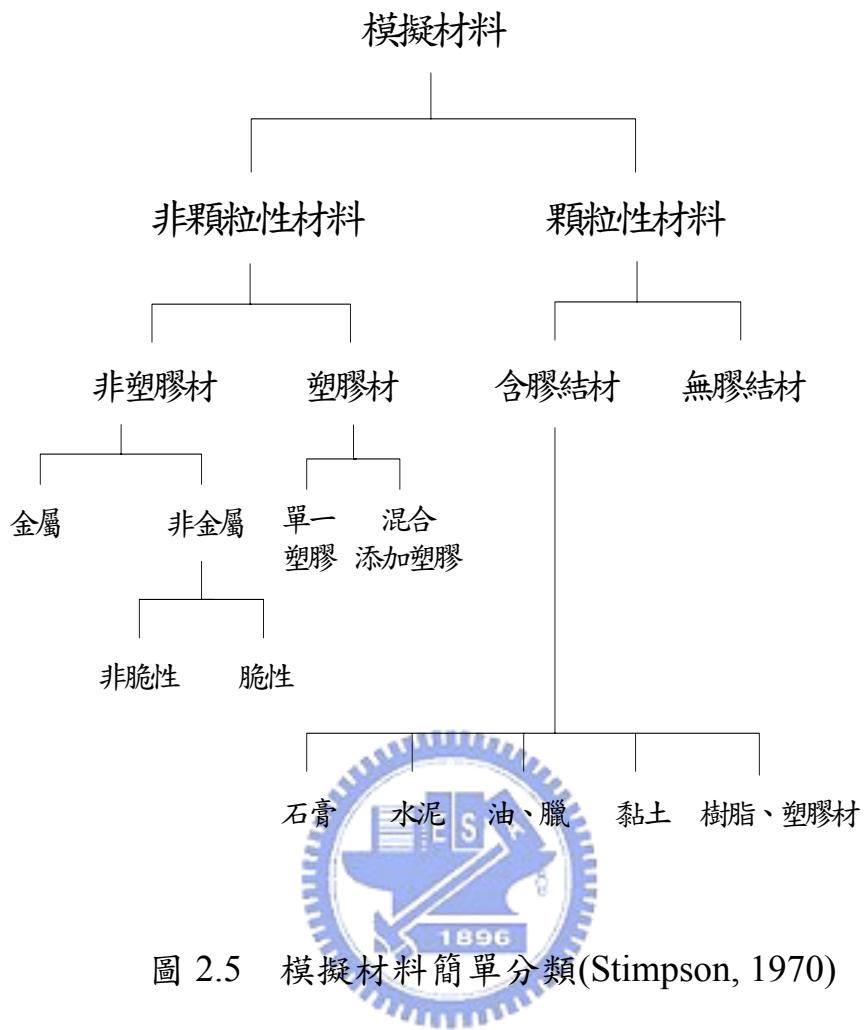 模擬材料
非顆粒性材料 顆粒性材料
非塑膠材 塑膠材 含膠結材 無膠結材
金屬 非金屬 單一 混合
塑膠 添加塑膠
非脆性 脆性
石膏 水泥 油、臘 黏土 樹脂、塑膠材
E S
1896
圖 2.5 模擬材料簡單分類(Stimpson, 1970)